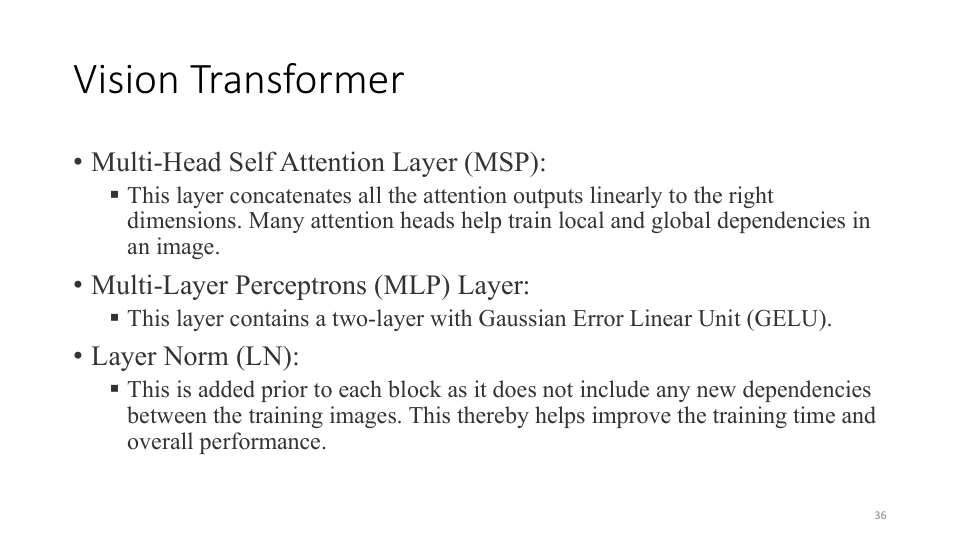 Vision Transformer
• Multi-Head Self Attention Layer (MSP):
▪ This layer concatenates all the attention outputs linearly to the right
dimensions. Many attention heads help train local and global dependencies in
an image.
• Multi-Layer Perceptrons (MLP) Layer:
▪ This layer contains a two-layer with Gaussian Error Linear Unit (GELU).
• Layer Norm (LN):
▪ This is added prior to each block as it does not include any new dependencies
between the training images. This thereby helps improve the training time and
overall performance.
36